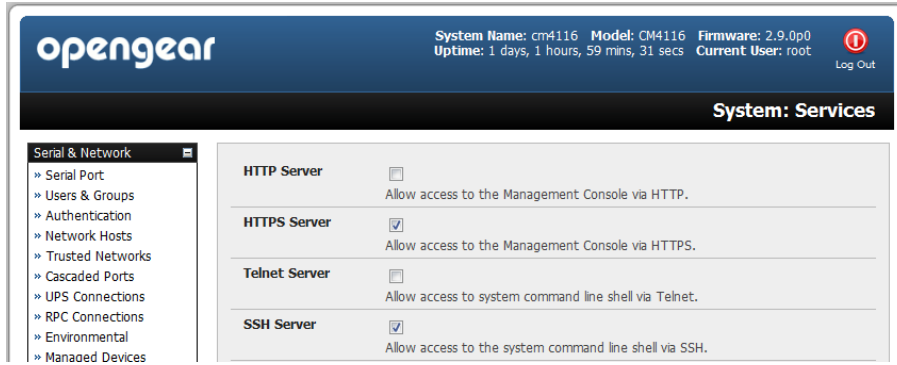 opengear
System Name: cm4116 Model: CM4116 Firmware: 2.9.0p0
Uptime: 1 days, 1 hours, 59 mins, 31 secs Current User: root
Log Out
System: Services
Serial & Network
» Serial Port
» Users & Groups
» Authentication
» Network Hosts
» Trusted Networks
» Cascaded Ports
» UPS Connections
» RPC Connections
» Environmental
» Managed Devices
HTTP Server
Allow access to the Management Console via HTTP.
HTTPS Server
Allow access to the Management Console via HTTPS.
Telnet Server
Allow access to system command line shell via Telnet.
SSH Server
Allow access to the system command line shell via SSH.